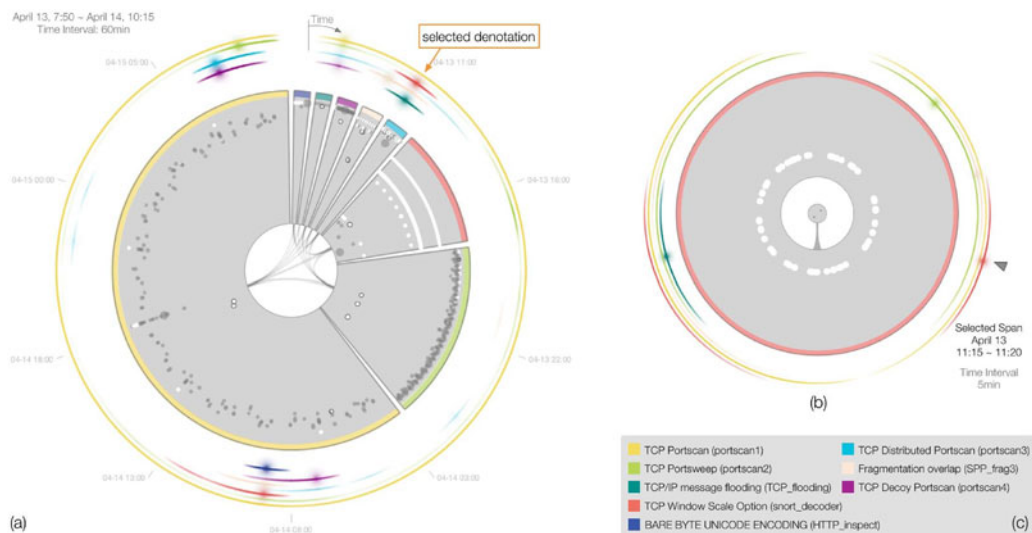 April 13, 7:50 ~ April 14, 10:15
Time Interval: 60min
Time
selected denotation
04-15 05:00
04-13 11:00
04-15 00:00
04-13 16:00
04-14 18:00
04-13 22:00
04-14 13:00
04-14 03:00
04-14 08:00
(a)
Selected Span
April 13
11:15 ~ 11:20
Time Interval
5min
(b)
TCP Portscan (portscan1)
TCP Distributed Portscan (portscan3)
TCP Portsweep (portscan2)
Fragmentation overlap (SPP_frag3)
TCP/IP message flooding (TCP_flooding)
TCP Decoy Portscan (portscan4)
TCP Window Scale Option (snort_decoder)
BARE BYTE UNICODE ENCODING (HTTP_inspect)
(c)